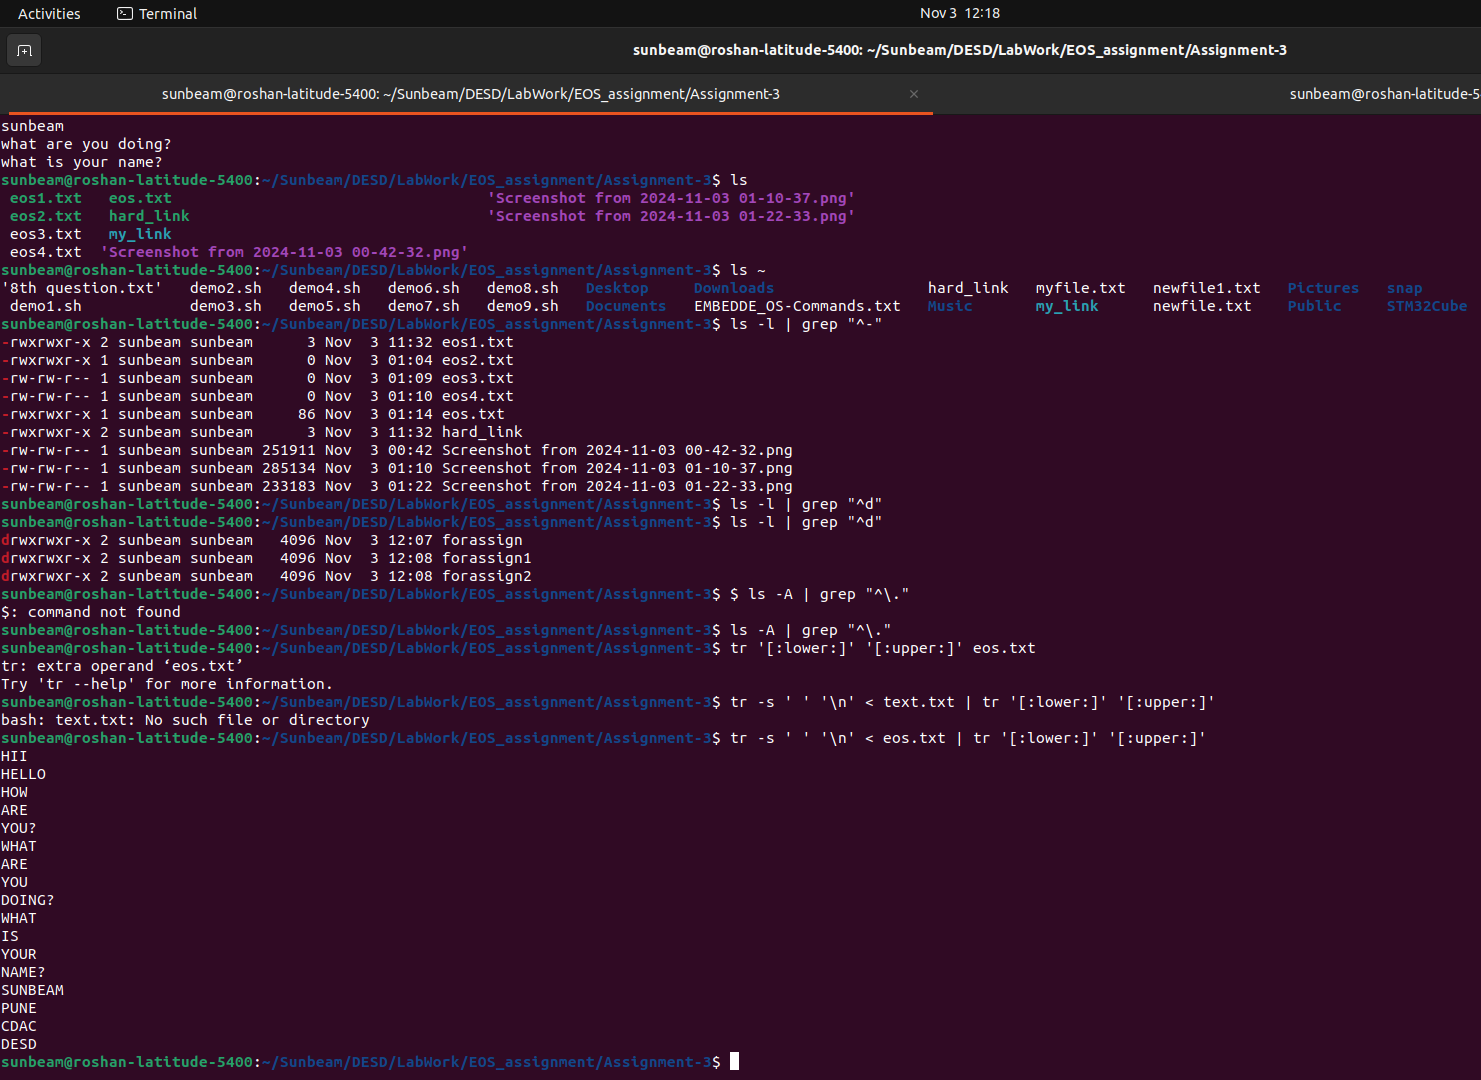 Activities Terminal Nov 3 12:18
sunbeam@roshan-latitude-5400: ~/Sunbeam/DESD/LabWork/EOS_assignment/Assignment-3
sunbeam@roshan-latitude-5400: ~/Sunbeam/DESD/LabWork/EOS_assignment/Assignment-3 × sunbeam@roshan-latitude-5
sunbeam
what are you doing?
what is your name?
sunbeam@roshan-latitude-5400:~/Sunbeam/DESD/LabWork/EOS_assignment/Assignment-3$ ls
 eos1.txt   eos.txt                                   'Screenshot from 2024-11-03 01-10-37.png'
 eos2.txt   hard_link                                 'Screenshot from 2024-11-03 01-22-33.png'
 eos3.txt   my_link
 eos4.txt  'Screenshot from 2024-11-03 00-42-32.png'
sunbeam@roshan-latitude-5400:~/Sunbeam/DESD/LabWork/EOS_assignment/Assignment-3$ ls ~
'8th question.txt'   demo2.sh   demo4.sh   demo6.sh   demo8.sh   Desktop     Downloads                 hard_link   myfile.txt   newfile1.txt   Pictures   snap
 demo1.sh            demo3.sh   demo5.sh   demo7.sh   demo9.sh   Documents   EMBEDDE_OS-Commands.txt   Music       my_link      newfile.txt    Public     STM32Cube
sunbeam@roshan-latitude-5400:~/Sunbeam/DESD/LabWork/EOS_assignment/Assignment-3$ ls -l | grep "^-"
-rwxrwxr-x 2 sunbeam sunbeam      3 Nov  3 11:32 eos1.txt
-rwxrwxr-x 1 sunbeam sunbeam      0 Nov  3 01:04 eos2.txt
-rw-rw-r-- 1 sunbeam sunbeam      0 Nov  3 01:09 eos3.txt
-rw-rw-r-- 1 sunbeam sunbeam      0 Nov  3 01:10 eos4.txt
-rwxrwxr-x 1 sunbeam sunbeam     86 Nov  3 01:14 eos.txt
-rwxrwxr-x 2 sunbeam sunbeam      3 Nov  3 11:32 hard_link
-rw-rw-r-- 1 sunbeam sunbeam 251911 Nov  3 00:42 Screenshot from 2024-11-03 00-42-32.png
-rw-rw-r-- 1 sunbeam sunbeam 285134 Nov  3 01:10 Screenshot from 2024-11-03 01-10-37.png
-rw-rw-r-- 1 sunbeam sunbeam 233183 Nov  3 01:22 Screenshot from 2024-11-03 01-22-33.png
sunbeam@roshan-latitude-5400:~/Sunbeam/DESD/LabWork/EOS_assignment/Assignment-3$ ls -l | grep "^d"
sunbeam@roshan-latitude-5400:~/Sunbeam/DESD/LabWork/EOS_assignment/Assignment-3$ ls -l | grep "^d"
drwxrwxr-x 2 sunbeam sunbeam   4096 Nov  3 12:07 forassign
drwxrwxr-x 2 sunbeam sunbeam   4096 Nov  3 12:08 forassign1
drwxrwxr-x 2 sunbeam sunbeam   4096 Nov  3 12:08 forassign2
sunbeam@roshan-latitude-5400:~/Sunbeam/DESD/LabWork/EOS_assignment/Assignment-3$ $ ls -A | grep "^\."
$: command not found
sunbeam@roshan-latitude-5400:~/Sunbeam/DESD/LabWork/EOS_assignment/Assignment-3$ ls -A | grep "^\."
sunbeam@roshan-latitude-5400:~/Sunbeam/DESD/LabWork/EOS_assignment/Assignment-3$ tr '[:lower:]' '[:upper:]' eos.txt
tr: extra operand ‘eos.txt’
Try 'tr --help' for more information.
sunbeam@roshan-latitude-5400:~/Sunbeam/DESD/LabWork/EOS_assignment/Assignment-3$ tr -s ' ' '\n' < text.txt | tr '[:lower:]' '[:upper:]'
bash: text.txt: No such file or directory
sunbeam@roshan-latitude-5400:~/Sunbeam/DESD/LabWork/EOS_assignment/Assignment-3$ tr -s ' ' '\n' < eos.txt | tr '[:lower:]' '[:upper:]'
HII
HELLO
HOW
ARE
YOU?
WHAT
ARE
YOU
DOING?
WHAT
IS
YOUR
NAME?
SUNBEAM
PUNE
CDAC
DESD
sunbeam@roshan-latitude-5400:~/Sunbeam/DESD/LabWork/EOS_assignment/Assignment-3$